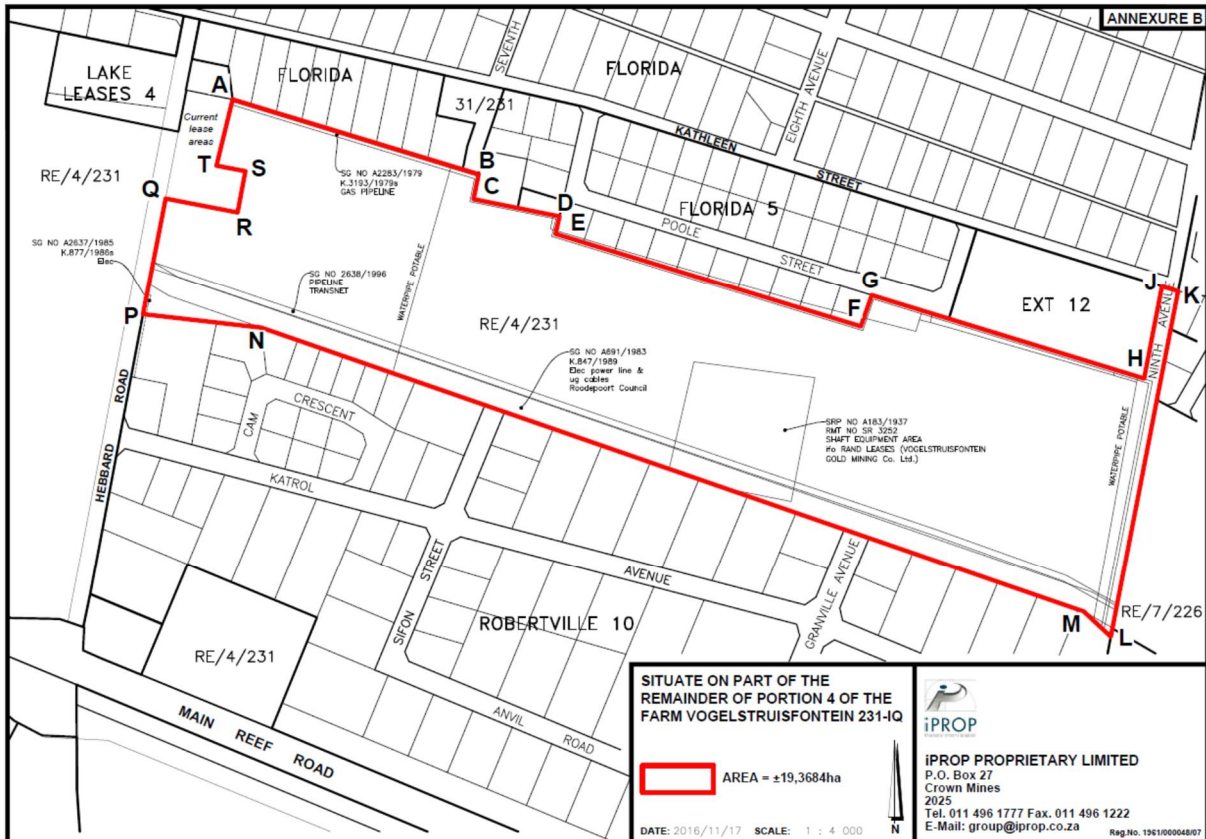 ANNEXURE B
LAKE
LEASES 4
FLORIDA
SEVENTH
FLORIDA
EIGHTH AVENUE
31/231
KATHLEEN
STREET
A
Current
lease
areas
T
S
SG NO A2283/1979
K.3193/1979s
GAS PIPELINE
B
C
RE/4/231
Q
R
D
E
FLORIDA 5
POOLE
STREET
G
F
J
K
EXT 12
NINTH AVENUE
H
SG NO A2637/1985
K.877/1986s
Elec
SG NO 2638/1996
PIPELINE
TRANSNET
WATERPIPE POTABLE
P
N
RE/4/231
SG NO A691/1983
K.847/1989
Elec power line &
ug cables
Roodepoort Council
SRP NO A183/1937
RMT NO SR 3252
SHAFT EQUIPMENT AREA
ifo RAND LEASES (VOGELSTRUISFONTEIN
GOLD MINING Co. Ltd.)
WATERPIPE POTABLE
HEBBARD
ROAD
CAM
CRESCENT
KATROL
AVENUE
SIFON
STREET
GRANVILLE AVENUE
ROBERTVILLE 10
M
L
RE/7/226
RE/4/231
ANVIL
ROAD
MAIN REEF ROAD
SITUATE ON PART OF THE
REMAINDER OF PORTION 4 OF THE
FARM VOGELSTRUISFONTEIN 231-IQ
AREA = ±19,3684ha
N
DATE: 2016/11/17 SCALE: 1 : 4 000
iPROP
iPROP PROPRIETARY LIMITED
P.O. Box 27
Crown Mines
2025
Tel. 011 496 1777 Fax. 011 496 1222
E-Mail: group@iprop.co.za
Reg.No. 1961/000048/07